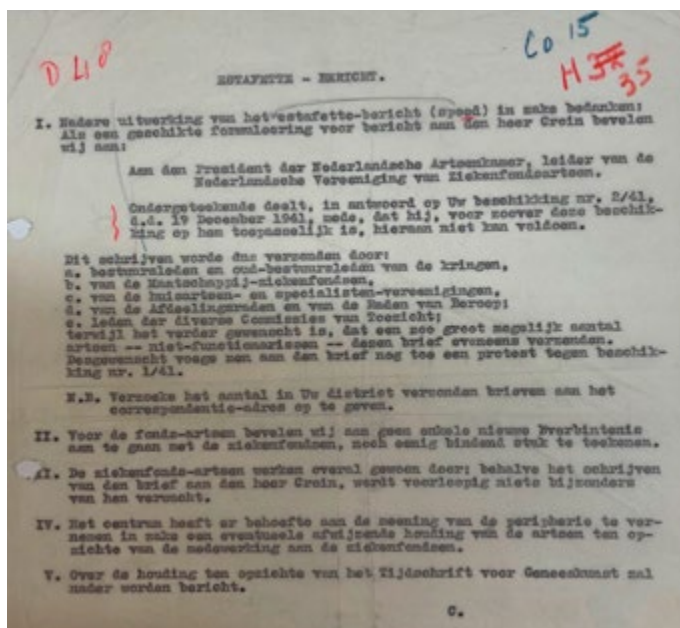 D 48
Co 15
H 35
ESTAFETTE - BERICHT.
I. Nadere uitwerking van het estafette-bericht (spoed) in zake bedanken:
Als een geschikte formuleering voor bericht aan den heer Croin bevelen
wij aan:
Aan den President der Nederlandsche Artsenkamer, leider van de
Nederlandsche Vereeniging van Ziekenfondsartsen.
Ondergeteekende deelt, in antwoord op Uw beschikking nr. 2/41,
d.d. 19 December 1941, mede, dat hij, voor zoover deze beschik-
king op hem toepasselijk is, hieraan niet kan voldoen.
Dit schrijven worde dus verzonden door:
a. bestuursleden en oud-bestuursleden van de kringen,
b. van de Maatschappij-ziekenfondsen,
c. van de huisartsen- en specialisten-vereenigingen,
d. van de Afdeelingsraden en van de Raden van Beroep;
e. leden der diverse Commissies van Toezicht;
terwijl het verder gewenscht is, dat een zoo groot mogelijk aantal
artsen -- niet-functionarissen -- dezen brief eveneens verzenden.
Desgewenscht voege men aan den brief nog toe een protest tegen beschik-
king nr. 1/41.
N.B. Verzoeke het aantal in Uw district verzonden brieven aan het
correspondentie-adres op te geven.
II. Voor de fonds-artsen bevelen wij aan geen enkele nieuwe verbintenis
aan te gaan met de ziekenfondsen, noch eenig bindend stuk te teekenen.
III. De ziekenfonds-artsen werken overal gewoon door; behalve het schrijven
van den brief aan den heer Croin, wordt voorloopig niets bijzonders
van hen verwacht.
IV. Het centrum heeft er behoefte aan de meening van de peripherie te ver-
nemen in zake een eventueele afwijzende houding van de artsen ten op-
zichte van de medewerking aan de ziekenfondsen.
V. Over de houding ten opzichte van het Tijdschrift voor Geneeskunst zal
nader worden bericht.
C.